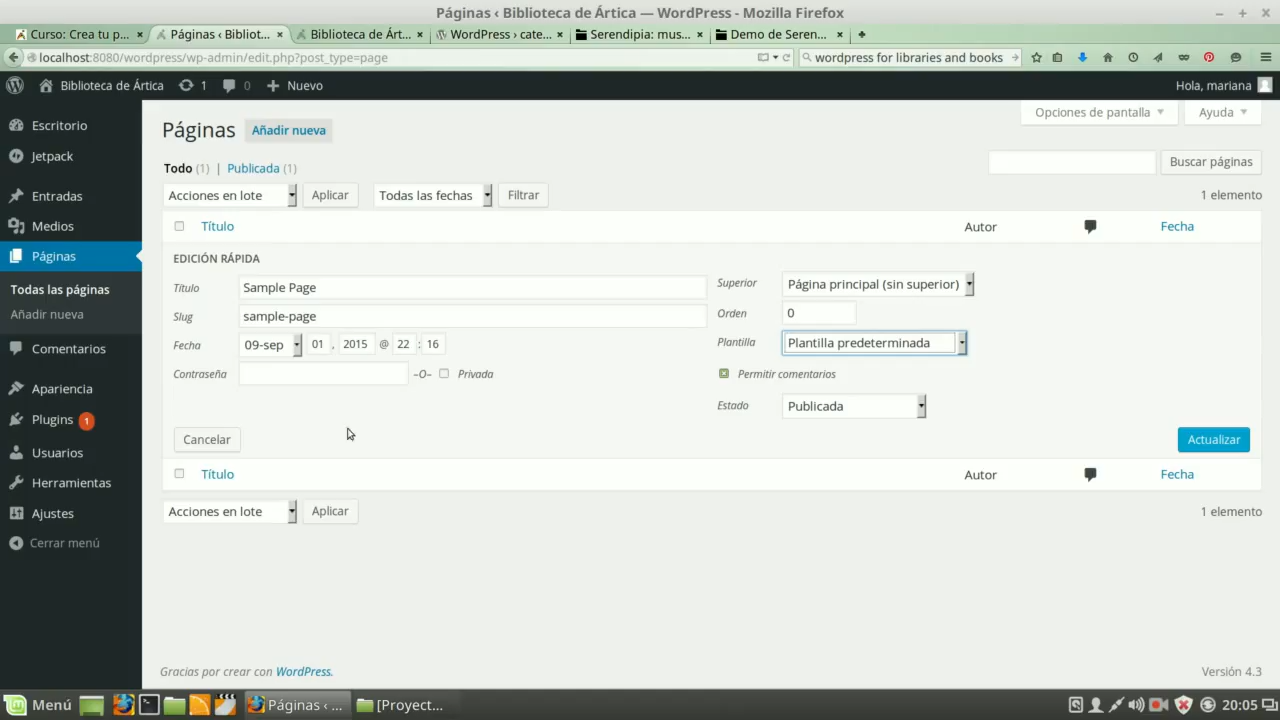 Páginas ‹ Biblioteca de Ártica — WordPress - Mozilla Firefox
Curso: Crea tu p... × Páginas ‹ Bibliot... × Biblioteca de Árt... × WordPress › cate... × Serendipia: mus... × Demo de Seren... ×
localhost:8080/wordpress/wp-admin/edit.php?post_type=page
wordpress for libraries and books
Biblioteca de Ártica 1 0 Nuevo Hola, mariana
Opciones de pantalla Ayuda
Escritorio
Jetpack
Entradas
Medios
Páginas
Todas las páginas
Añadir nueva
Comentarios
Apariencia
Plugins 1
Usuarios
Herramientas
Ajustes
Cerrar menú
Páginas Añadir nueva
Todo (1) | Publicada (1)
Buscar páginas
Acciones en lote Aplicar Todas las fechas Filtrar 1 elemento
Título Autor Fecha
EDICIÓN RÁPIDA
Título Sample Page
Slug sample-page
Fecha 09-sep 01 , 2015 @ 22 : 16
Contraseña –O– Privada
Superior Página principal (sin superior)
Orden 0
Plantilla Plantilla predeterminada
Permitir comentarios
Estado Publicada
Cancelar Actualizar
Título Autor Fecha
Acciones en lote Aplicar 1 elemento
Gracias por crear con WordPress. Versión 4.3
Menú Páginas ‹ ... [Proyect... 20:05